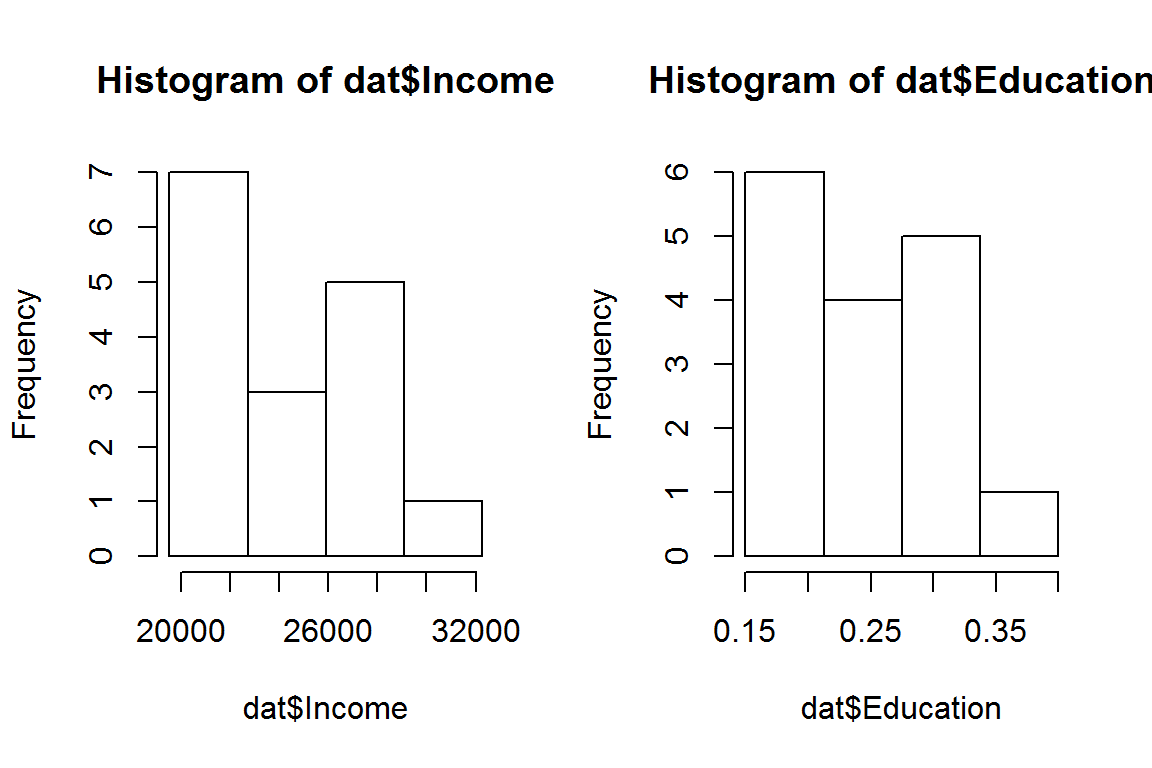 Histogram of dat$Income
Frequency
7
6
5
4
3
2
1
0
20000 26000 32000
dat$Income
Histogram of dat$Education
Frequency
6
5
4
3
2
1
0
0.15 0.25 0.35
dat$Education